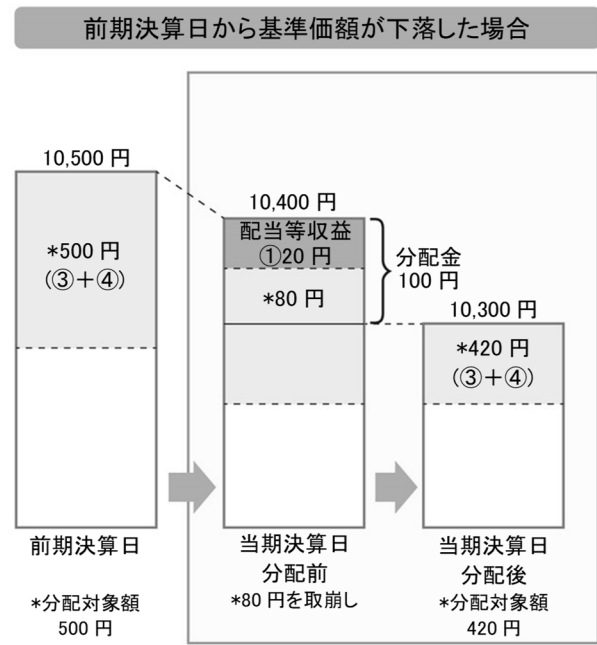 前期決算日から基準価額が下落した場合
10,500 円
*500 円
(③+④)
10,400 円
配当等収益
①20 円
*80 円
分配金
100 円
10,300 円
*420 円
(③+④)
前期決算日
*分配対象額
500 円
当期決算日
分配前
*80 円を取崩し
当期決算日
分配後
*分配対象額
420 円